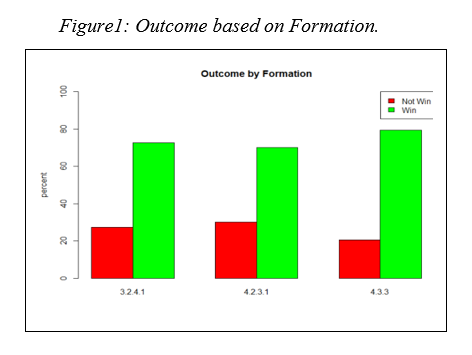 Figure1: Outcome based on Formation.
Outcome by Formation
Not Win
Win
100
80
60
40
20
0
percent
3.2.4.1 4.2.3.1 4.3.3